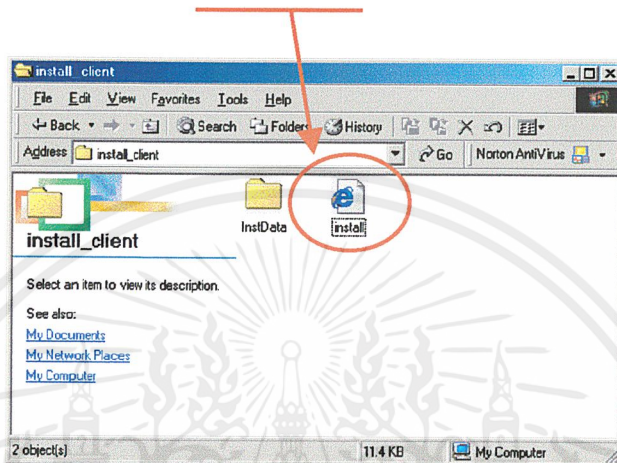 install_client
File Edit View Favorites Tools Help
Back Search Folders History
Address install_client Go Norton AntiVirus
install_client
InstData
install
Select an item to view its description.
See also:
My Documents
My Network Places
My Computer
2 object(s) 11.4 KB My Computer